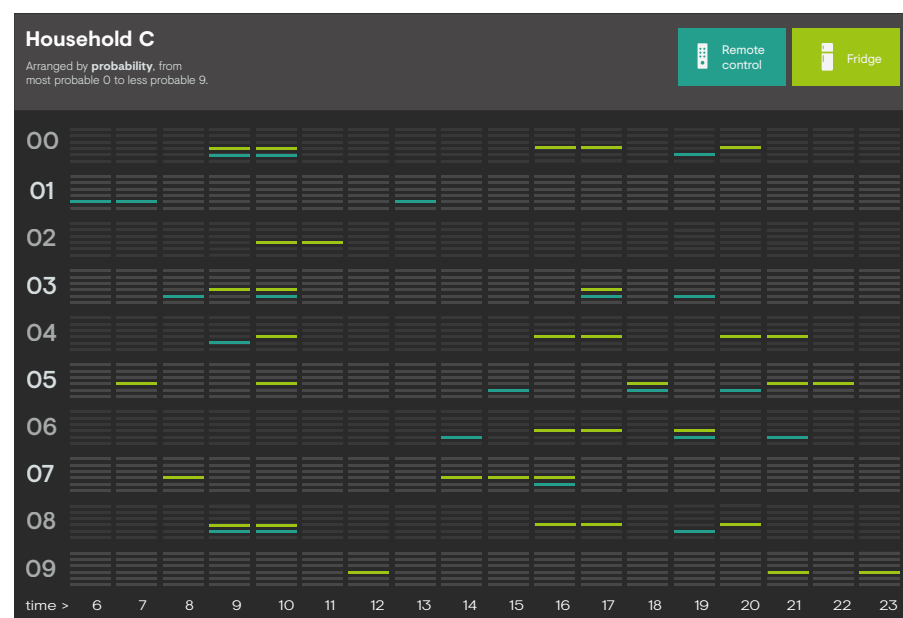 Household C
Arranged by probability, from
most probable 0 to less probable 9.
Remote
control
Fridge
00
01
02
03
04
05
06
07
08
09
time > 6 7 8 9 10 11 12 13 14 15 16 17 18 19 20 21 22 23